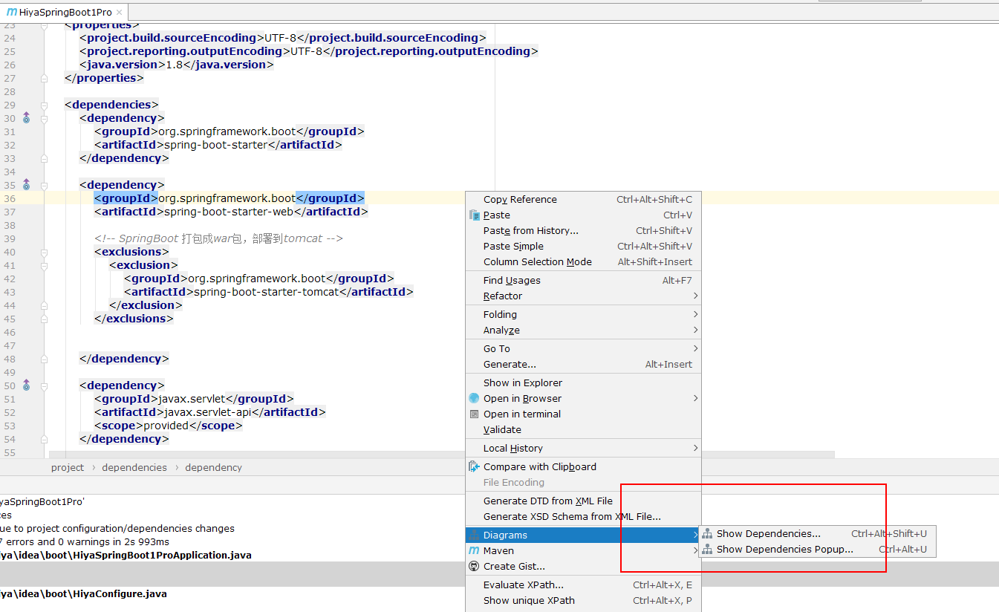 HiyaSpringBoot1Pro
23 <properties>
24 <project.build.sourceEncoding>UTF-8</project.build.sourceEncoding>
25 <project.reporting.outputEncoding>UTF-8</project.reporting.outputEncoding>
26 <java.version>1.8</java.version>
27 </properties>
28
29 <dependencies>
30 <dependency>
31 <groupId>org.springframework.boot</groupId>
32 <artifactId>spring-boot-starter</artifactId>
33 </dependency>
34
35 <dependency>
36 <groupId>org.springframework.boot</groupId>
37 <artifactId>spring-boot-starter-web</artifactId>
38
39 <!-- SpringBoot 打包成war包，部署到tomcat -->
40 <exclusions>
41 <exclusion>
42 <groupId>org.springframework.boot</groupId>
43 <artifactId>spring-boot-starter-tomcat</artifactId>
44 </exclusion>
45 </exclusions>
46
47
48 </dependency>
49
50 <dependency>
51 <groupId>javax.servlet</groupId>
52 <artifactId>javax.servlet-api</artifactId>
53 <scope>provided</scope>
54 </dependency>
55
project › dependencies › dependency
yaSpringBoot1Pro'
ces
ue to project configuration/dependencies changes
7 errors and 0 warnings in 2s 993ms
iya\idea\boot\HiyaSpringBoot1ProApplication.java
iya\idea\boot\HiyaConfigure.java
Copy Reference Ctrl+Alt+Shift+C
Paste Ctrl+V
Paste from History... Ctrl+Shift+V
Paste Simple Ctrl+Alt+Shift+V
Column Selection Mode Alt+Shift+Insert
Find Usages Alt+F7
Refactor
Folding
Analyze
Go To
Generate... Alt+Insert
Show in Explorer
Open in Browser
Open in terminal
Validate
Local History
Compare with Clipboard
File Encoding
Generate DTD from XML File
Generate XSD Schema from XML File...
Diagrams
Maven
Create Gist...
Evaluate XPath... Ctrl+Alt+X, E
Show unique XPath Ctrl+Alt+X, P
Show Dependencies... Ctrl+Alt+Shift+U
Show Dependencies Popup... Ctrl+Alt+U